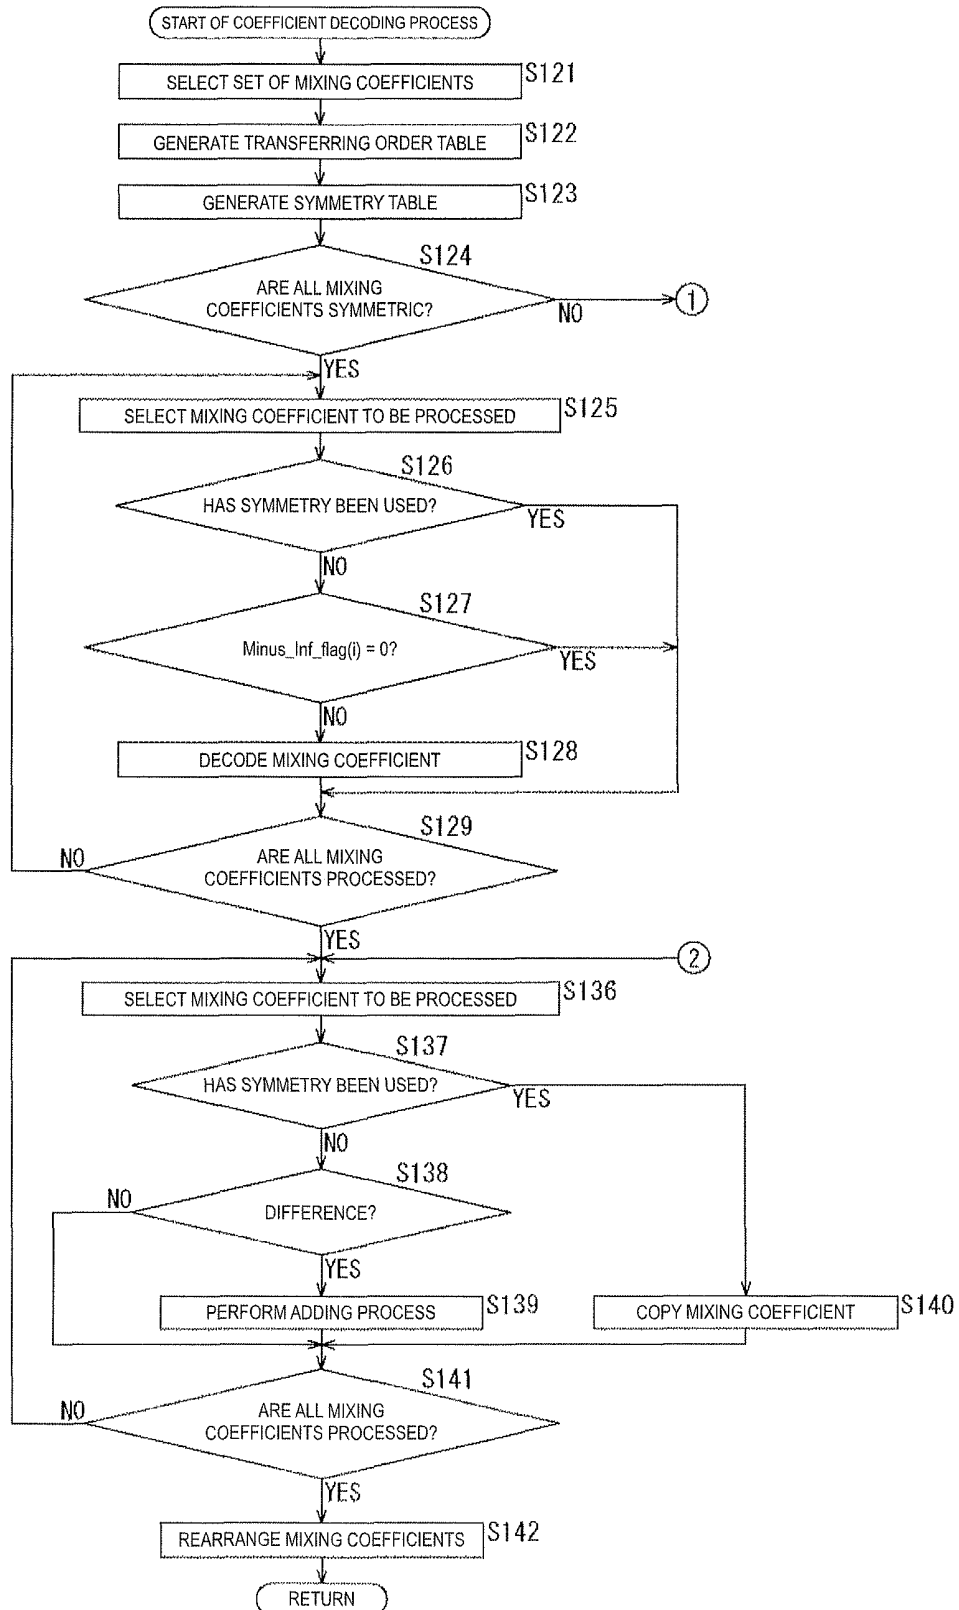 START OF COEFFICIENT DECODING PROCESS
SELECT SET OF MIXING COEFFICIENTS
S121
GENERATE TRANSFERRING ORDER TABLE
S122
GENERATE SYMMETRY TABLE
S123
S124
ARE ALL MIXING
COEFFICIENTS SYMMETRIC?
NO
1
YES
SELECT MIXING COEFFICIENT TO BE PROCESSED
S125
S126
HAS SYMMETRY BEEN USED?
YES
NO
S127
Minus_Inf_flag(i) = 0?
YES
NO
DECODE MIXING COEFFICIENT
S128
S129
ARE ALL MIXING
COEFFICIENTS PROCESSED?
NO
YES
2
SELECT MIXING COEFFICIENT TO BE PROCESSED
S136
S137
HAS SYMMETRY BEEN USED?
YES
NO
S138
DIFFERENCE?
NO
YES
PERFORM ADDING PROCESS
S139
COPY MIXING COEFFICIENT
S140
S141
ARE ALL MIXING
COEFFICIENTS PROCESSED?
NO
YES
REARRANGE MIXING COEFFICIENTS
S142
RETURN